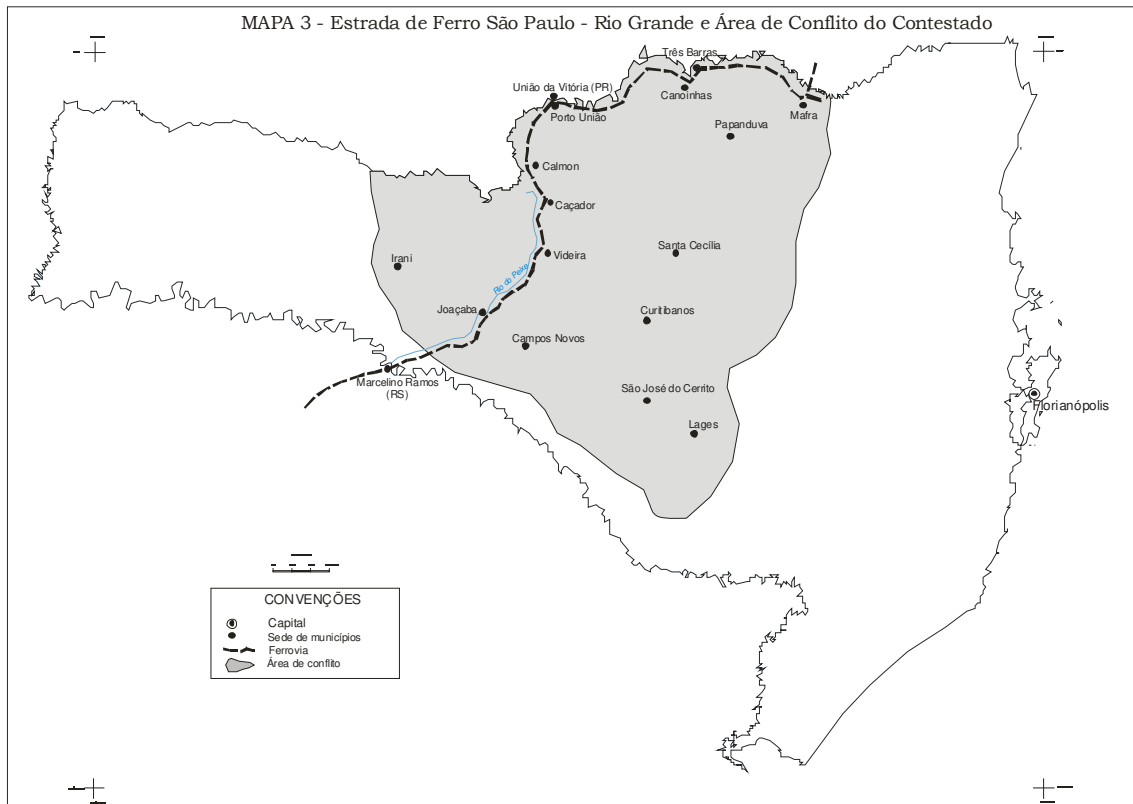 MAPA 3 - Estrada de Ferro São Paulo - Rio Grande e Área de Conflito do Contestado
Três Barras
União da Vitória (PR)
Canoinhas
Porto União
Mafra
Papanduva
Calmon
Caçador
Santa Cecília
Videira
Irani
Rio do Peixe
Joaçaba
Curitibanos
Campos Novos
Marcelino Ramos
(RS)
São José do Cerrito
Florianópolis
Lages
CONVENÇÕES
Capital
Sede de municípios
Ferrovia
Área de conflito